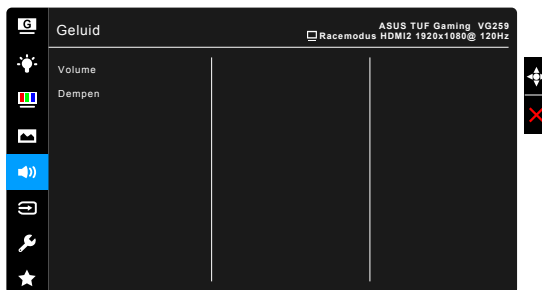 G
Geluid
ASUS TUF Gaming VG259
Racemodus HDMI2 1920x1080@ 120Hz
Volume
Dempen